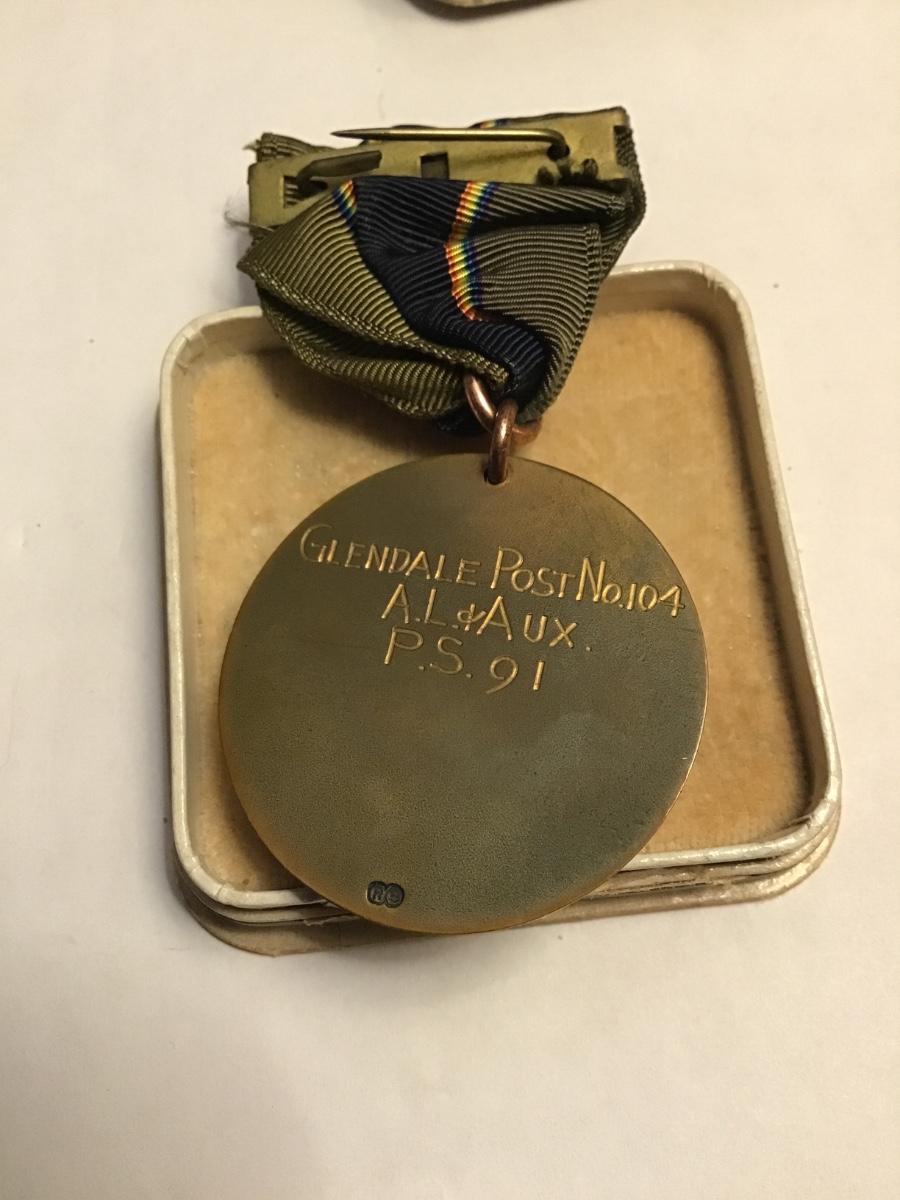 GLENDALE POST No.104
A.L. & AUX.
P.S. 91